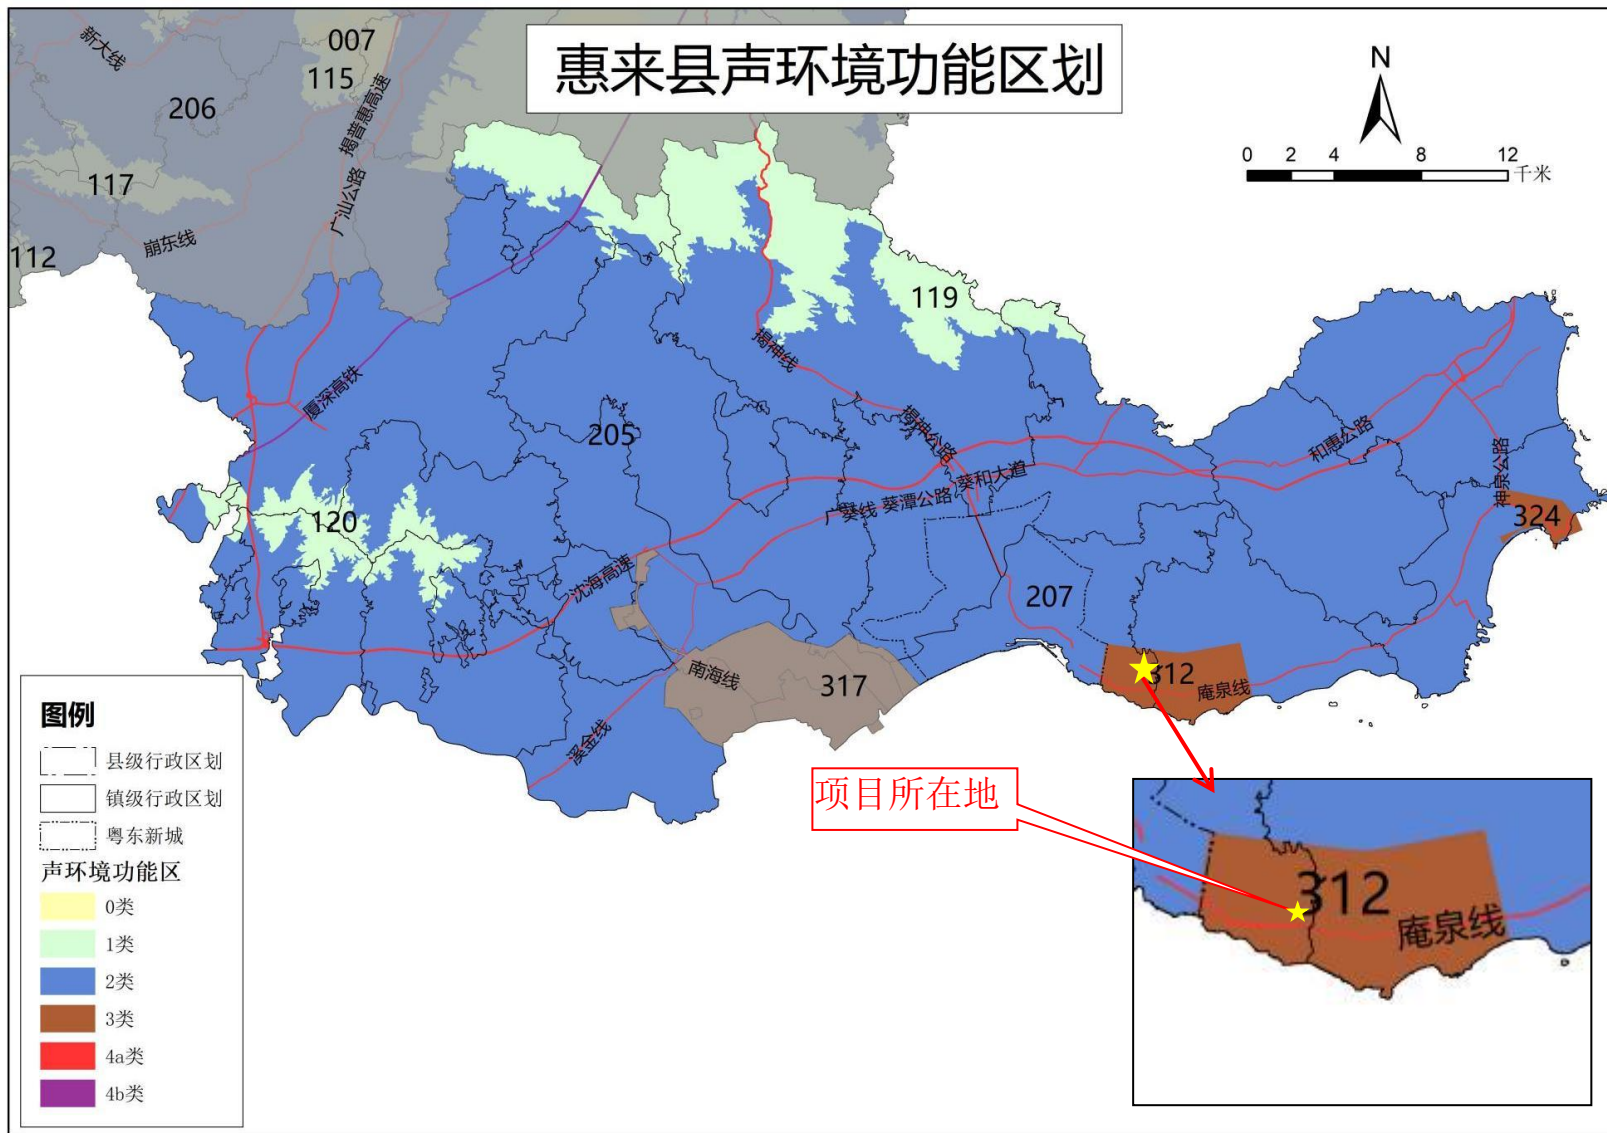 惠来县声环境功能区划
N
0 2 4 8 12
千米
新大线
007
115
206
揭普惠高速
117
广汕公路
崩东线
112
119
揭神线
厦深高铁
205
揭神公路
和惠公路
葵和大道
广葵线 葵潭公路
神泉公路
324
120
沈海高速
207
南海线
317
312
庵泉线
溪金线
图例
县级行政区划
镇级行政区划
粤东新城
声环境功能区
0类
1类
2类
3类
4a类
4b类
项目所在地
312
庵泉线